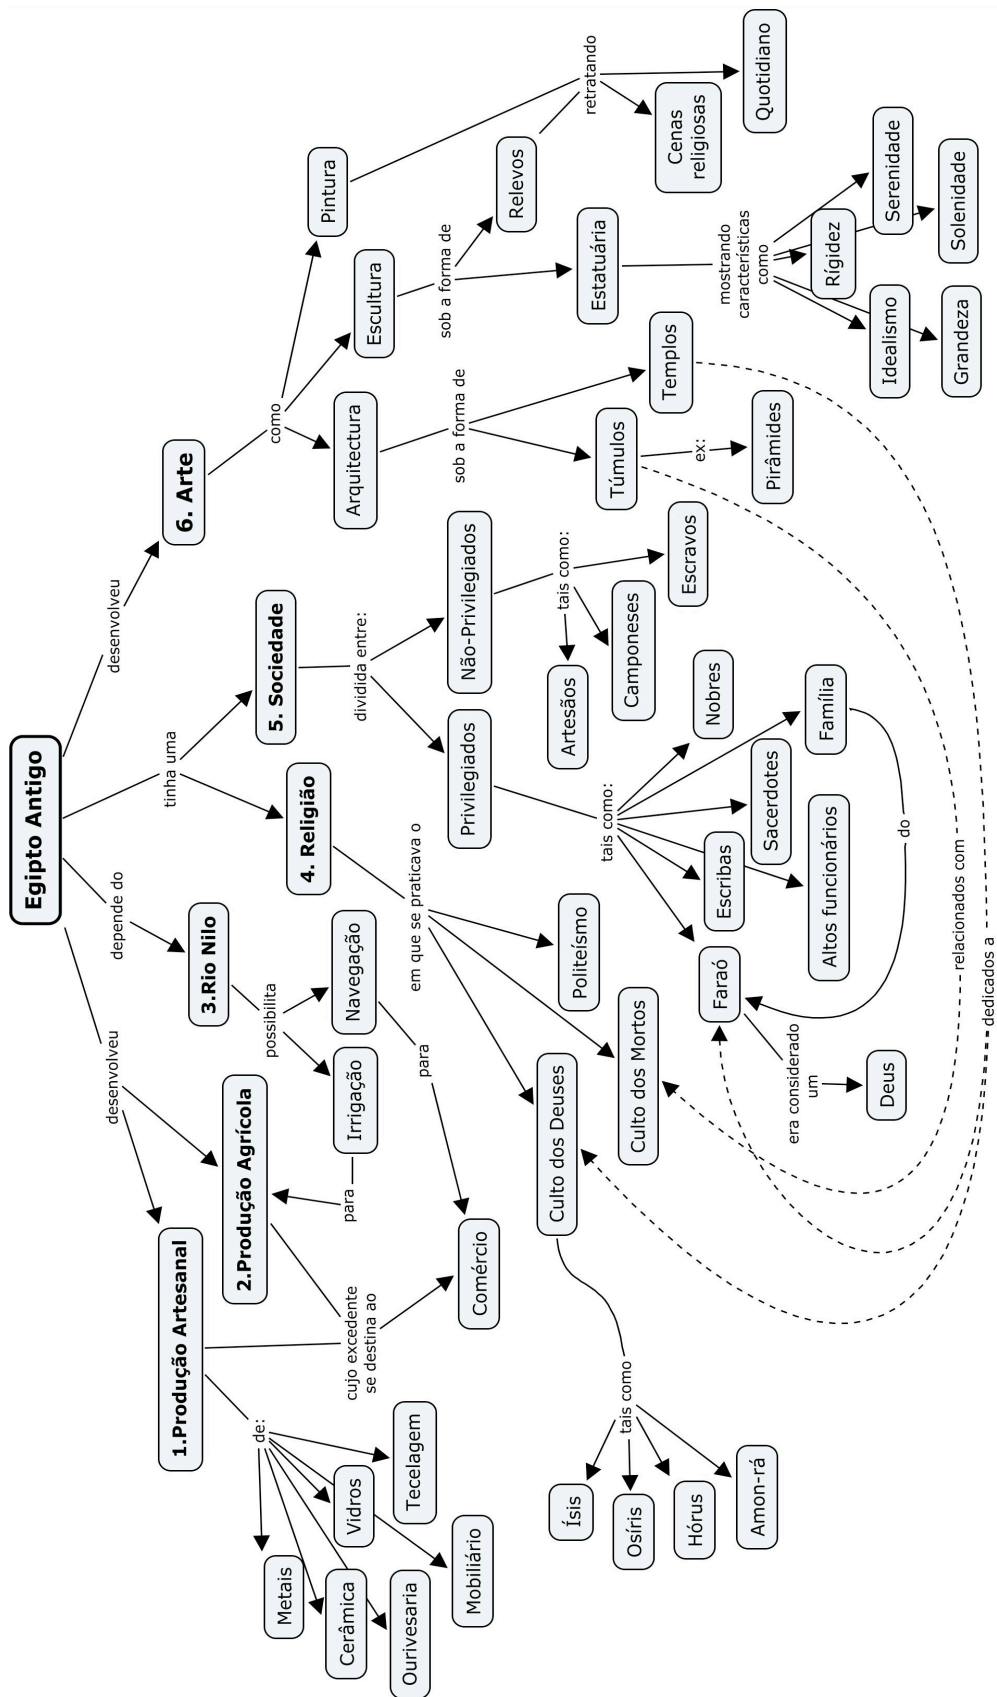 Egipto Antigo
desenvolveu
depende do
tinha uma
desenvolveu
1.Produção Artesanal
2.Produção Agrícola
3.Rio Nilo
4. Religião
5. Sociedade
6. Arte
de:
Metais
Cerâmica
Ourivesaria
Vidros
Mobiliário
Tecelagem
cujo excedente
se destina ao
Comércio
para
possibilita
Irrigação
Navegação
para
em que se praticava o
Culto dos Deuses
Culto dos Mortos
Politeísmo
tais como
Ísis
Osíris
Hórus
Amon-rá
dividida entre:
Privilegiados
Não-Privilegiados
tais como:
Faraó
Escribas
Altos funcionários
Sacerdotes
Família
Nobres
do
era considerado
um
Deus
tais como:
Artesãos
Camponeses
Escravos
como
Arquitectura
Escultura
Pintura
sob a forma de
Túmulos
Templos
ex:
Pirâmides
relacionados com
dedicados a
sob a forma de
Estatuária
Relevos
retratando
Cenas
religiosas
Quotidiano
mostrando
características
como
Idealismo
Grandeza
Rígidez
Solenidade
Serenidade